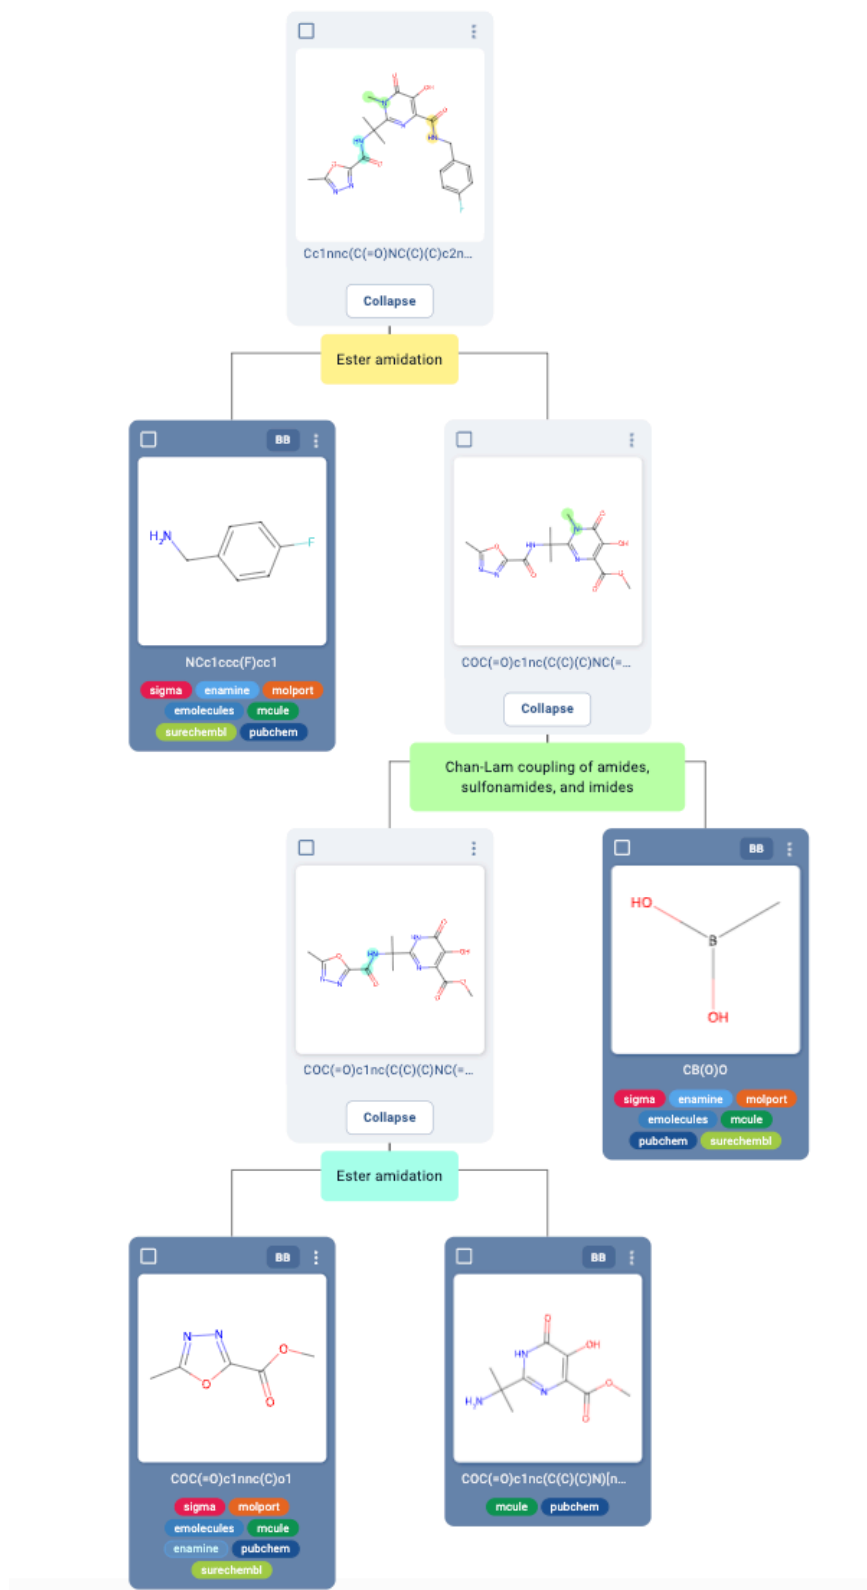 Cc1nnc(C(=O)NC(C)(C)c2n...
Collapse
Ester amidation
BB
H2N
F
NCc1ccc(F)cc1
sigma enamine molport
emolecules mcule
surechembl pubchem
COC(=O)c1nc(C(C)(C)NC(=...
Collapse
Chan-Lam coupling of amides,
sulfonamides, and imides
COC(=O)c1nc(C(C)(C)NC(=...
Collapse
BB
HO
B
OH
CB(O)O
sigma enamine molport
emolecules mcule
pubchem surechembl
Ester amidation
BB
N N
O
O
O
COC(=O)c1nnc(C)o1
sigma molport
emolecules mcule
enamine pubchem
surechembl
BB
O
HN OH
N O
H2N
O
COC(=O)c1nc(C(C)(C)N)[n...
mcule pubchem